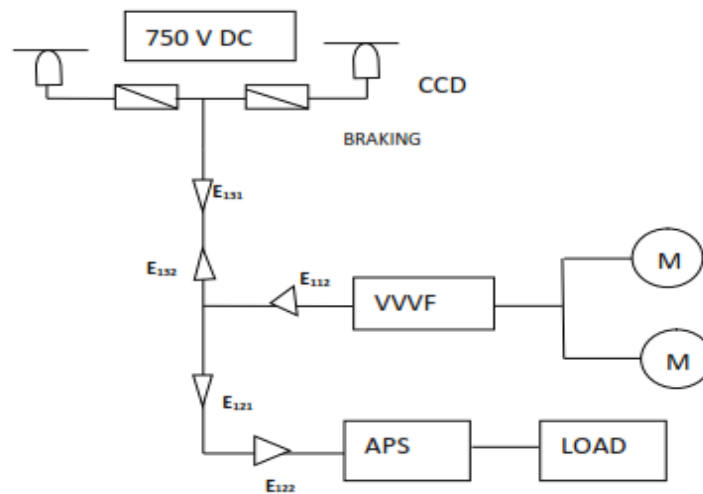 750 V DC
CCD
BRAKING
E₁₃₁
E₁₃₂
E₁₁₂
VVVF
M
M
E₁₂₁
APS
LOAD
E₁₂₂